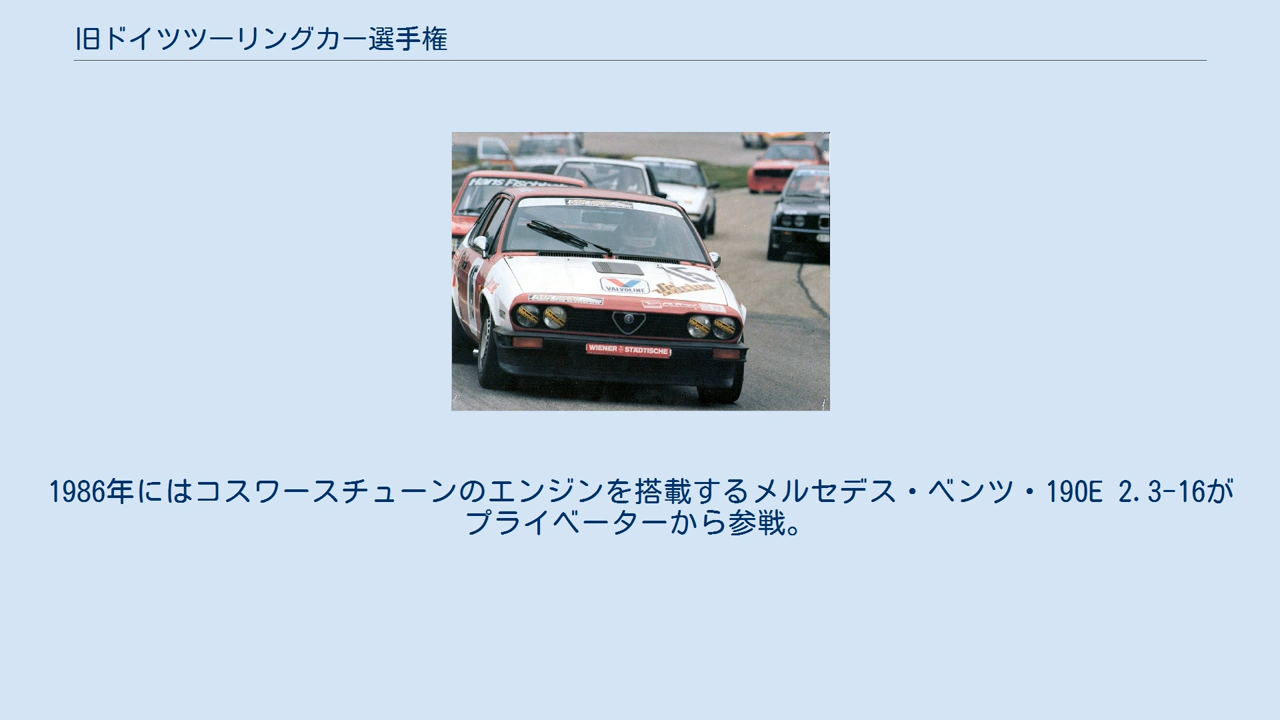 旧ドイツツーリングカー選手権
Hans Fischh
15
VALVOLINE
WIENER STÄDTISCHE
1986年にはコスワースチューンのエンジンを搭載するメルセデス・ベンツ・190E 2.3-16が
プライベーターから参戦。